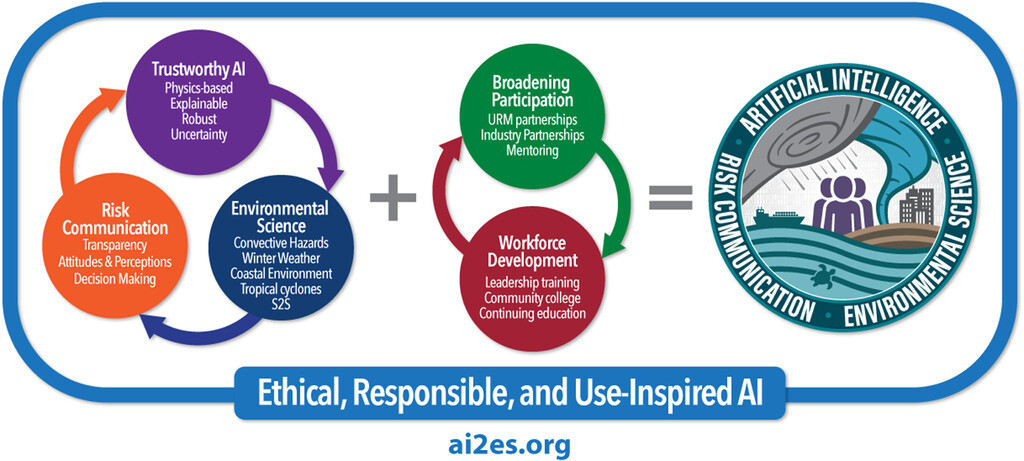 Trustworthy AI
Physics-based
Explainable
Robust
Uncertainty
Risk
Communication
Transparency
Attitudes & Perceptions
Decision Making
Environmental
Science
Convective Hazards
Winter Weather
Coastal Environment
Tropical cyclones
S2S
+
Broadening
Participation
URM partnerships
Industry Partnerships
Mentoring
Workforce
Development
Leadership training
Community college
Continuing education
=
ARTIFICIAL INTELLIGENCE
RISK COMMUNICATION
ENVIRONMENTAL SCIENCE
Ethical, Responsible, and Use-Inspired AI
ai2es.org